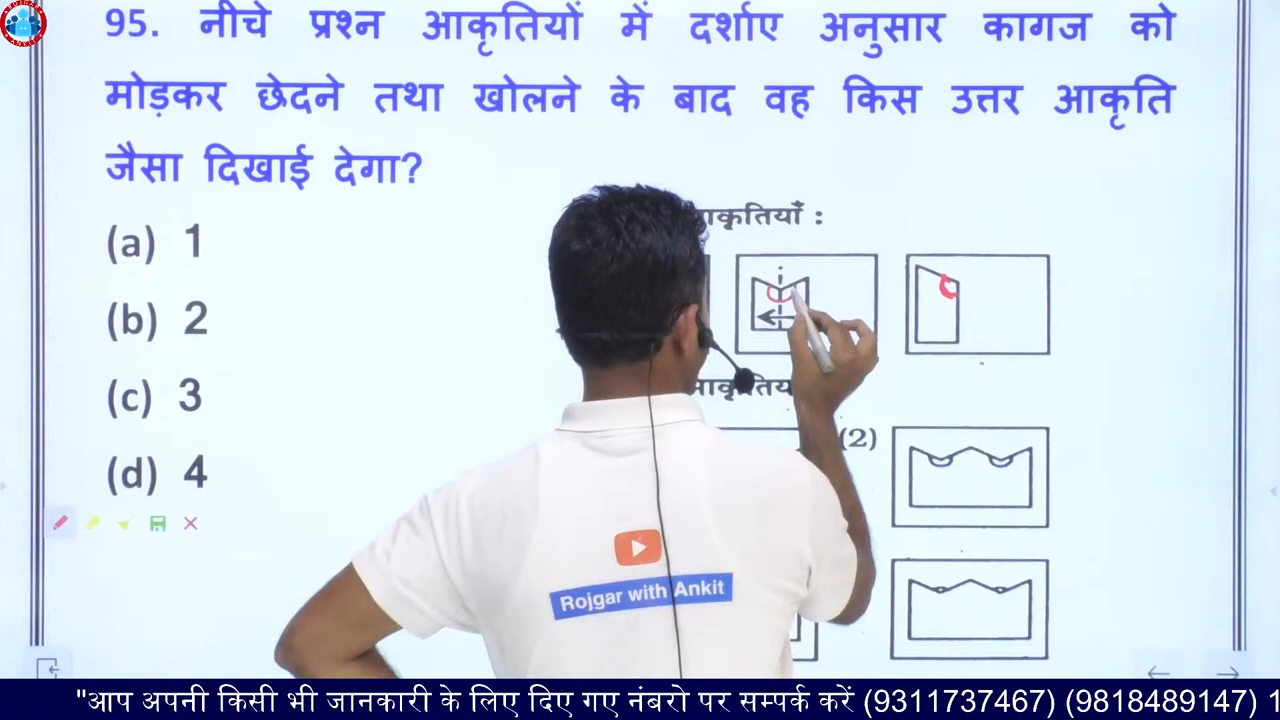 95. नीचे प्रश्न आकृतियों में दर्शाए अनुसार कागज को
मोड़कर छेदने तथा खोलने के बाद वह किस उत्तर आकृति
जैसा दिखाई देगा?
(a) 1
(b) 2
(c) 3
(d) 4
(2)
Rojgar with Ankit
"आप अपनी किसी भी जानकारी के लिए दिए गए नंबरो पर सम्पर्क करें (9311737467) (9818489147)